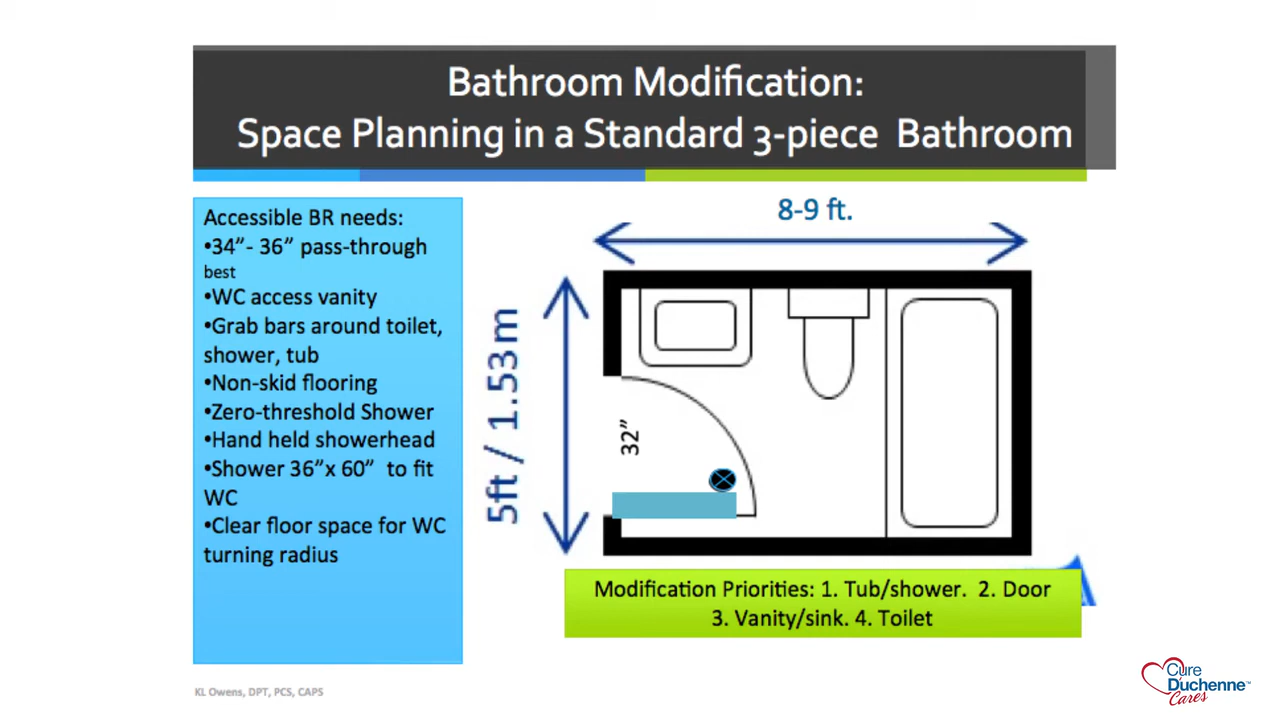 Bathroom Modification:
Space Planning in a Standard 3-piece Bathroom
Accessible BR needs:
•34”- 36” pass-through
best
•WC access vanity
•Grab bars around toilet,
shower, tub
•Non-skid flooring
•Zero-threshold Shower
•Hand held showerhead
•Shower 36”x 60” to fit
WC
•Clear floor space for WC
turning radius
8-9 ft.
5ft / 1.53m
32”
Modification Priorities: 1. Tub/shower. 2. Door
3. Vanity/sink. 4. Toilet
KL Owens, DPT, PCS, CAPS
Cure
Duchenne™
Cares